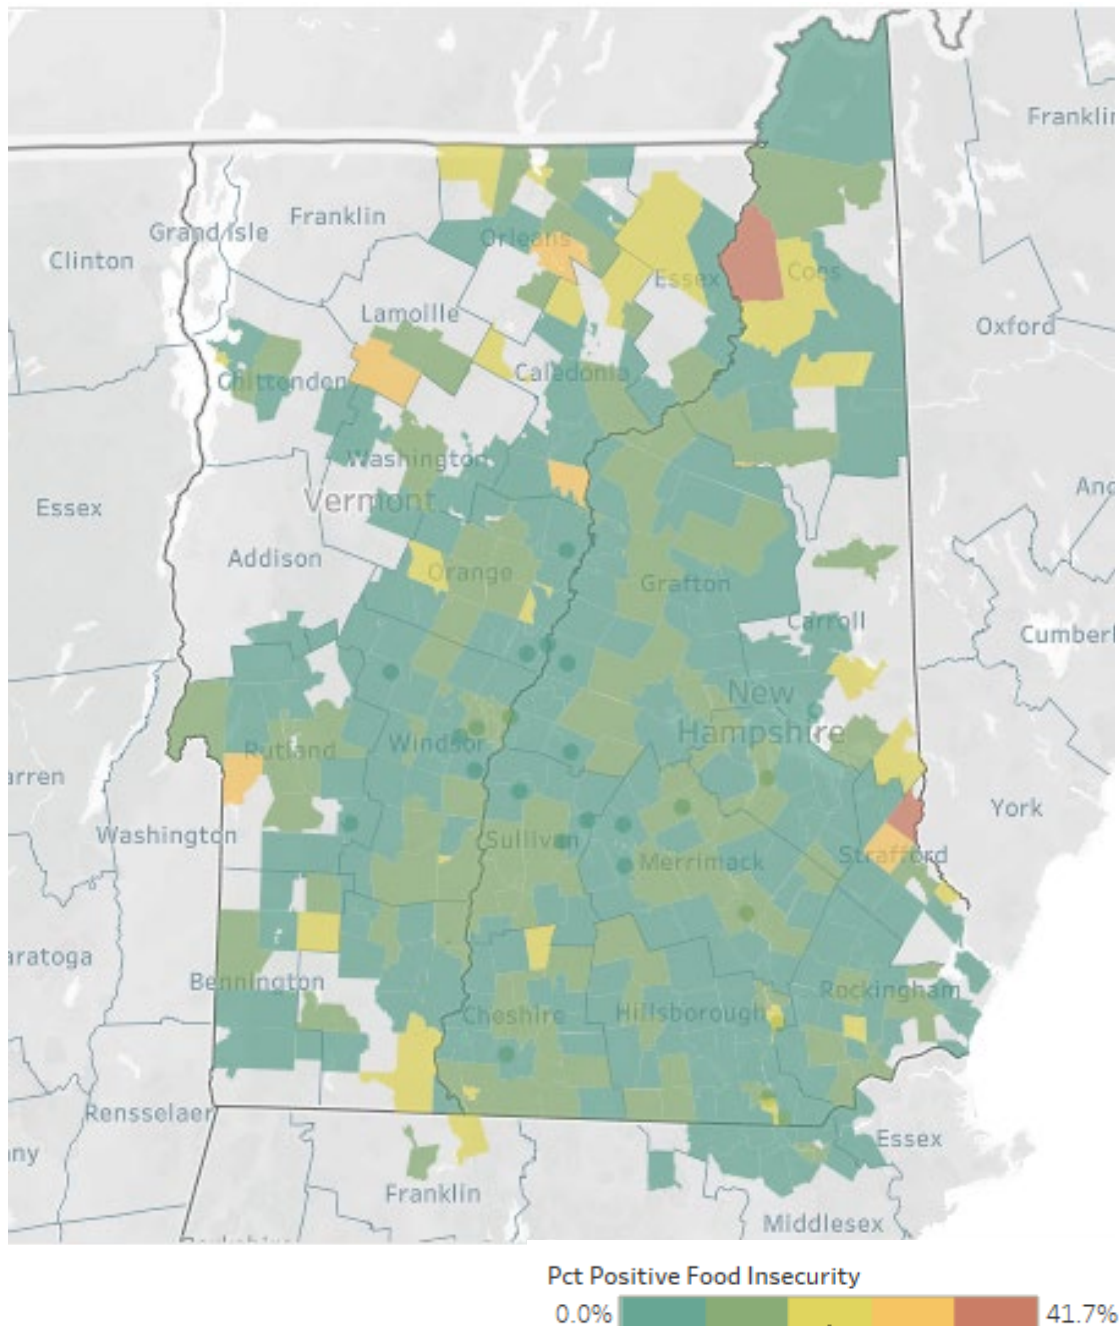 Franklin
Grand Isle
Franklin
Clinton
Orleans
Essex
Coos
Lamoille
Oxford
Chittenden
Caledonia
Washington
Vermont
Essex
Addison
Orange
Grafton
Carroll
Cumberl
New
Hampshire
Rutland
Windsor
arren
York
Washington
Sullivan
Merrimack
Strafford
aratoga
Bennington
Rockingham
Cheshire
Hillsborough
Rensselaer
Essex
ny
Franklin
Middlesex
Pct Positive Food Insecurity
0.0% 41.7%